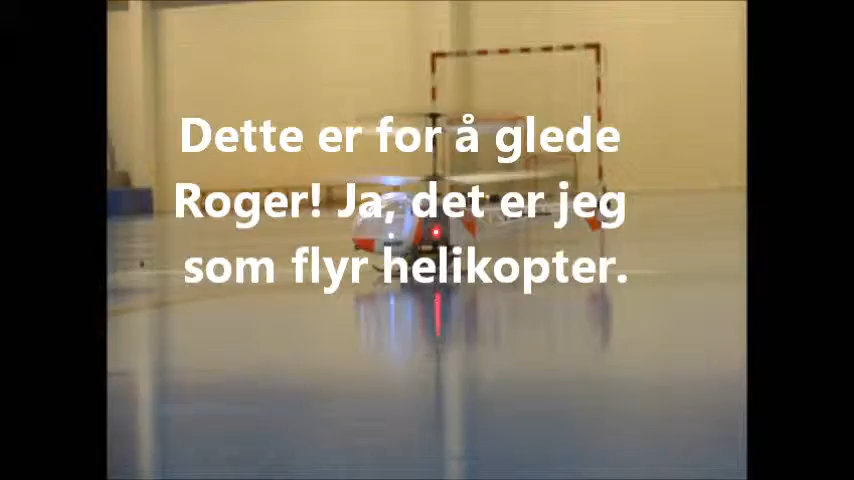 Dette er for å glede
Roger! Ja, det er jeg
som flyr helikopter.